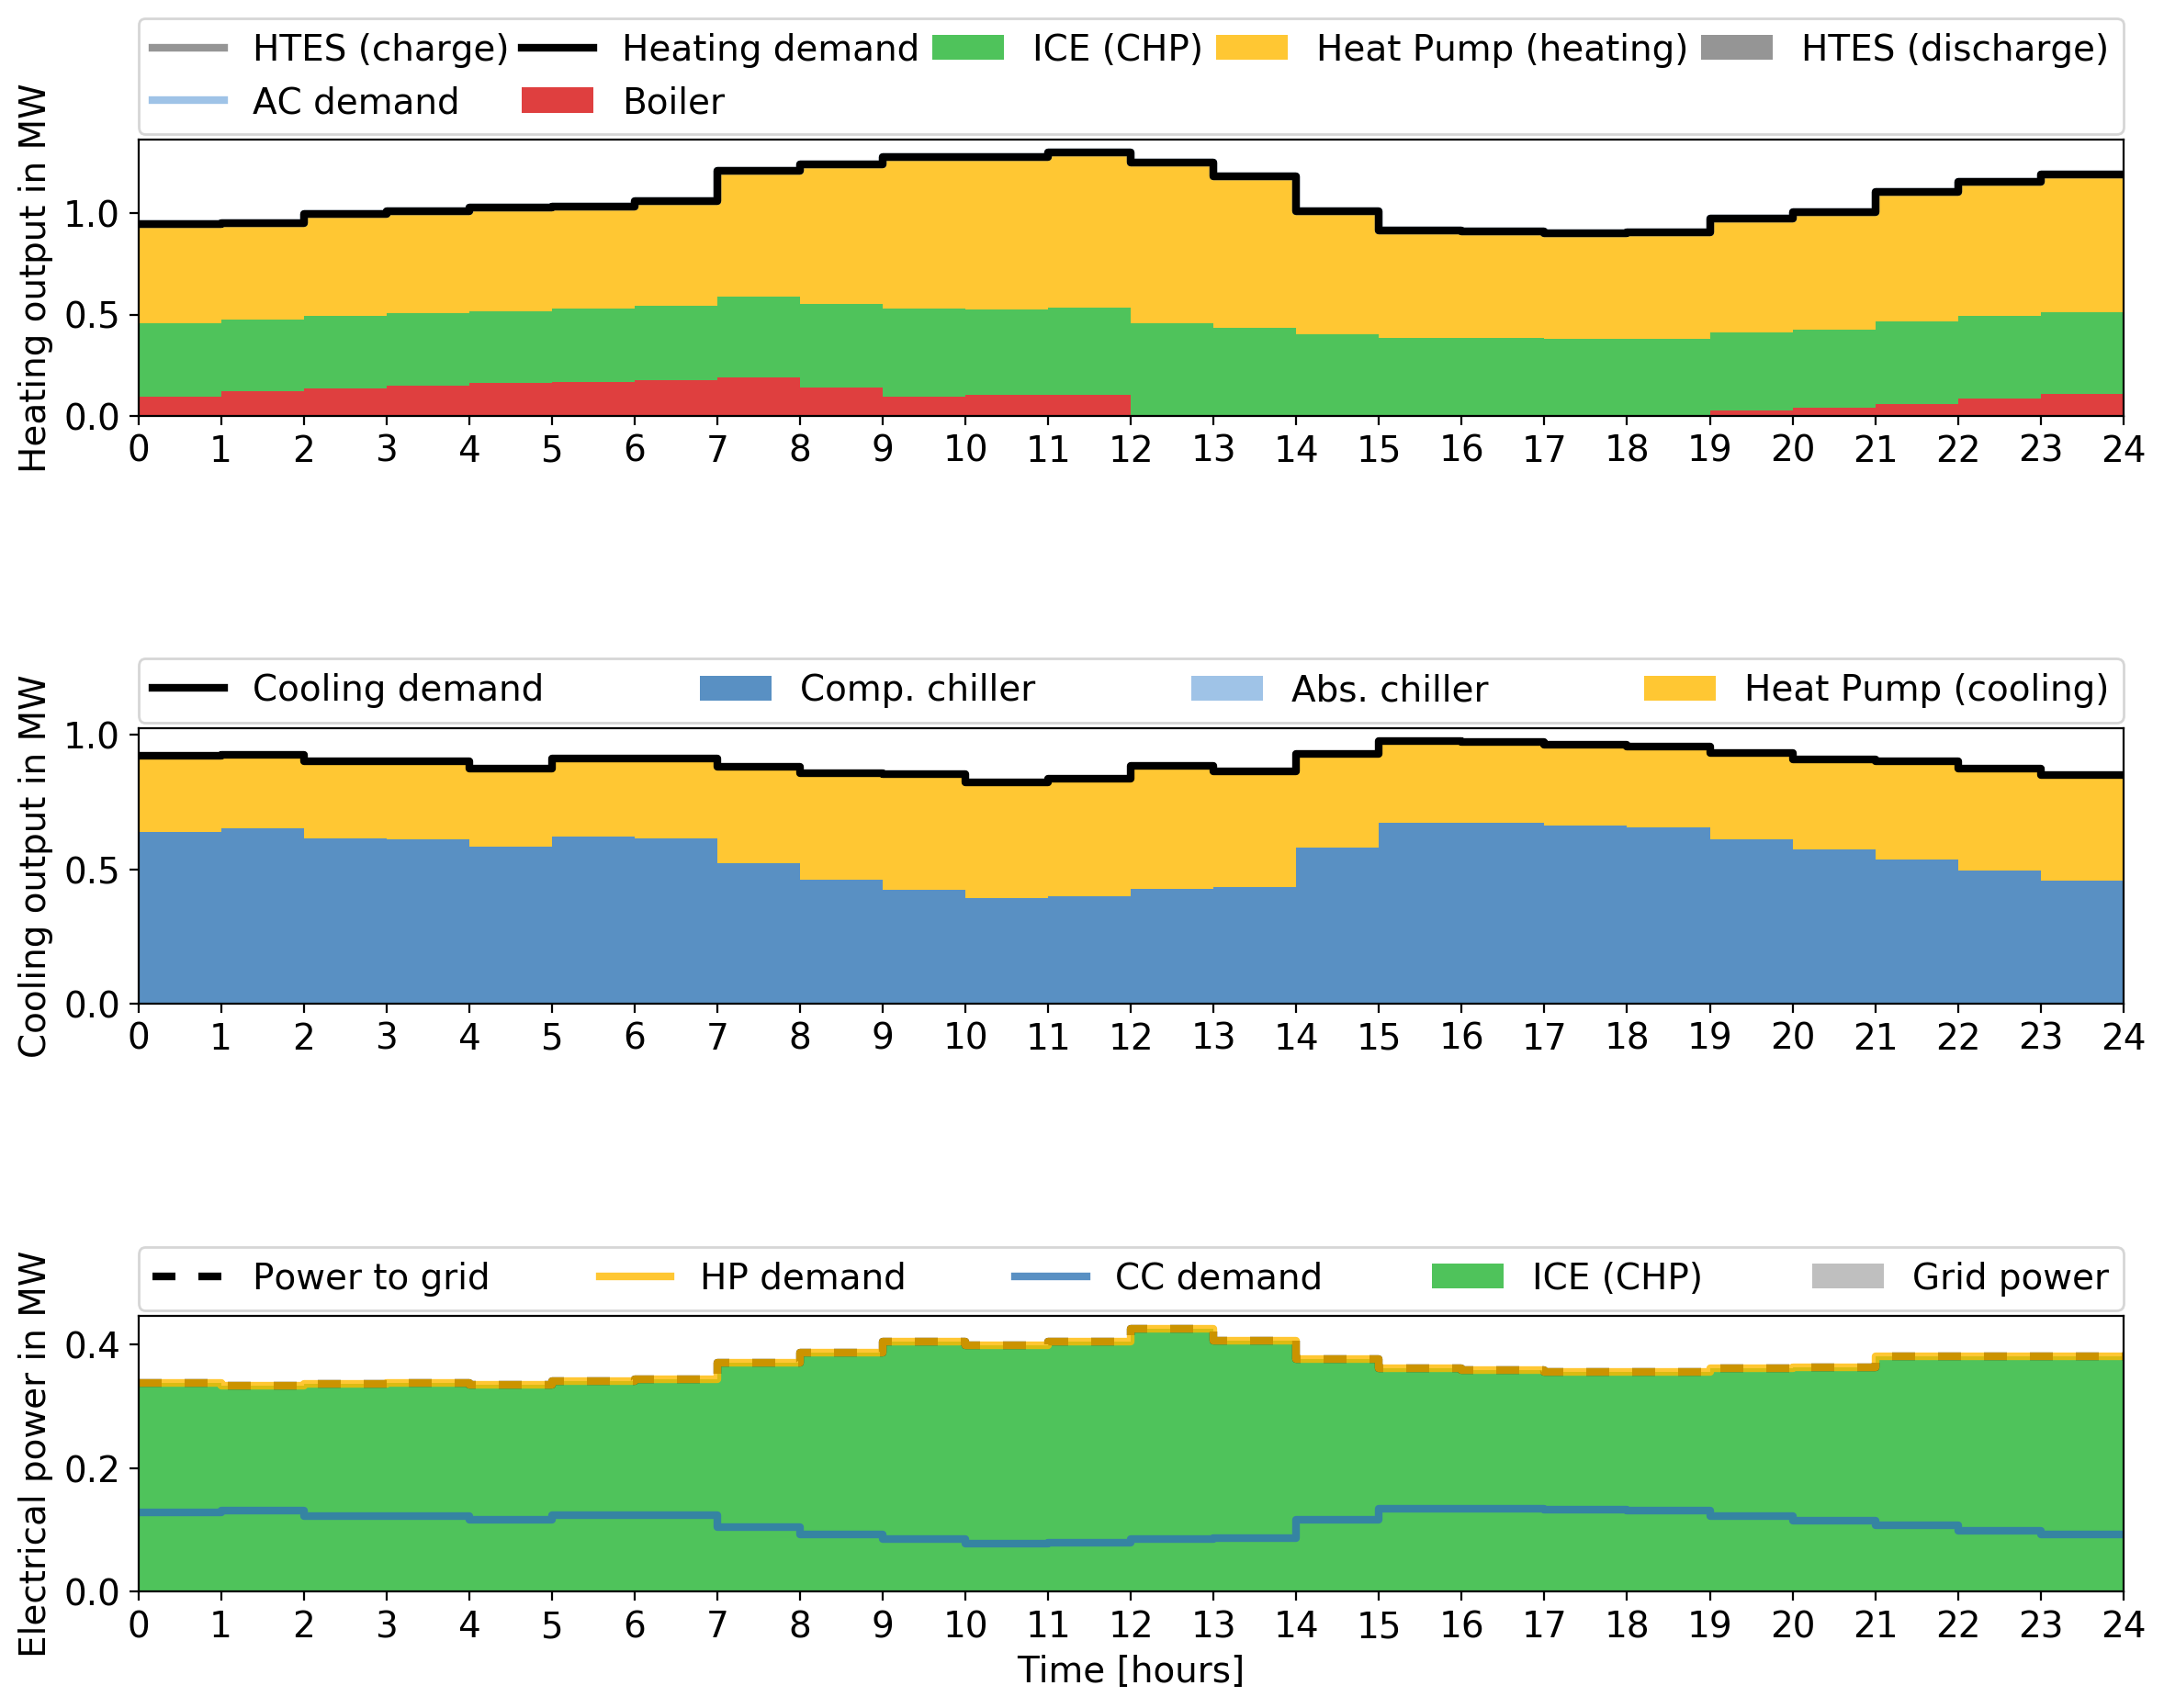 HTES (charge) Heating demand ICE (CHP) Heat Pump (heating) HTES (discharge)
AC demand Boiler
Heating output in MW
1.0
0.5
0.0
0 1 2 3 4 5 6 7 8 9 10 11 12 13 14 15 16 17 18 19 20 21 22 23 24
Cooling demand Comp. chiller Abs. chiller Heat Pump (cooling)
Cooling output in MW
1.0
0.5
0.0
0 1 2 3 4 5 6 7 8 9 10 11 12 13 14 15 16 17 18 19 20 21 22 23 24
Power to grid HP demand CC demand ICE (CHP) Grid power
Electrical power in MW
0.4
0.2
0.0
0 1 2 3 4 5 6 7 8 9 10 11 12 13 14 15 16 17 18 19 20 21 22 23 24
Time [hours]